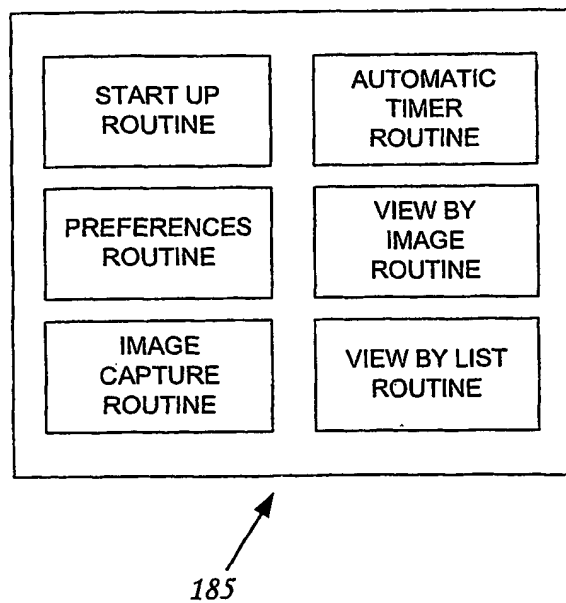 START UP
ROUTINE
AUTOMATIC
TIMER
ROUTINE
PREFERENCES
ROUTINE
VIEW BY
IMAGE
ROUTINE
IMAGE
CAPTURE
ROUTINE
VIEW BY LIST
ROUTINE
185